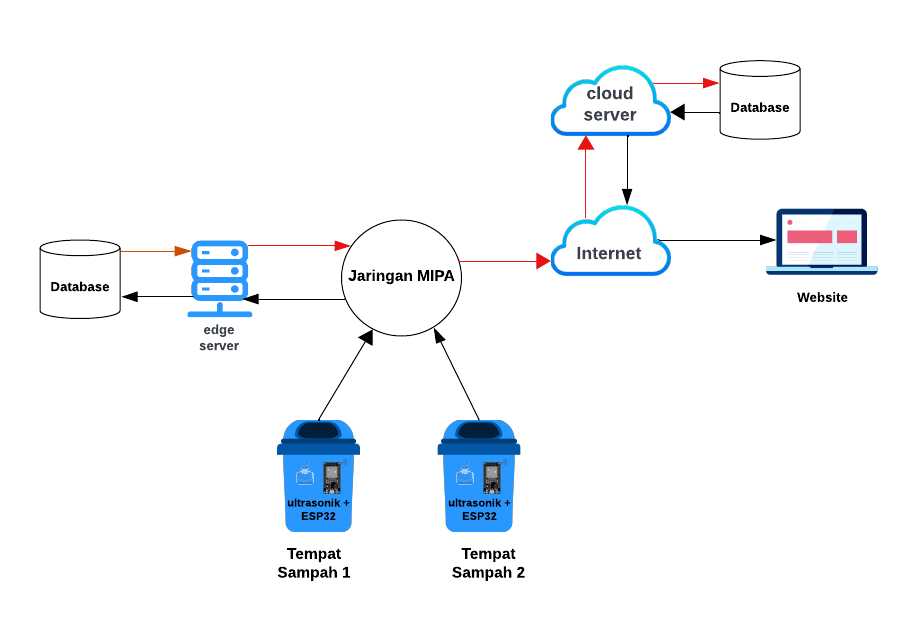 cloud
server
Database
Internet
Website
Jaringan MIPA
Database
edge
server
ultrasonik +
ESP32
ultrasonik +
ESP32
Tempat
Sampah 1
Tempat
Sampah 2